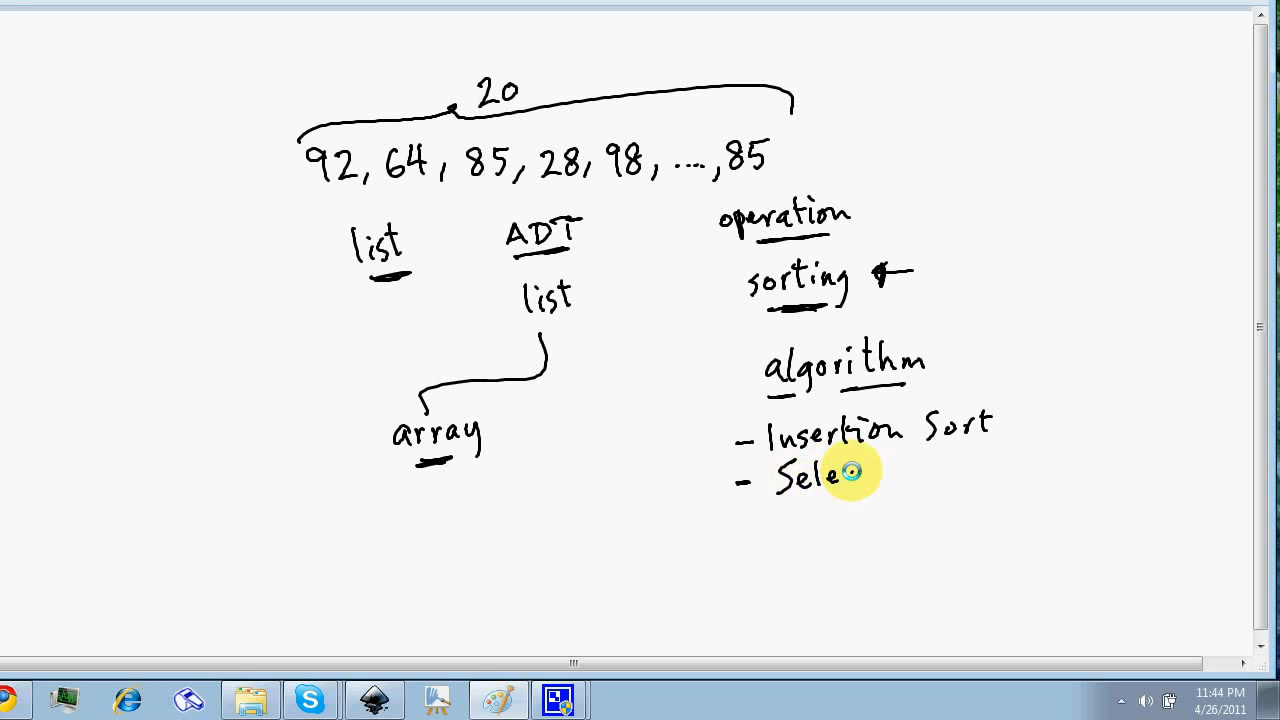 20
92, 64, 85, 28, 98, ...., 85
list ADT operation
list sorting
algorithm
array
- Insertion Sort
- Sele
11:44 PM
4/26/2011